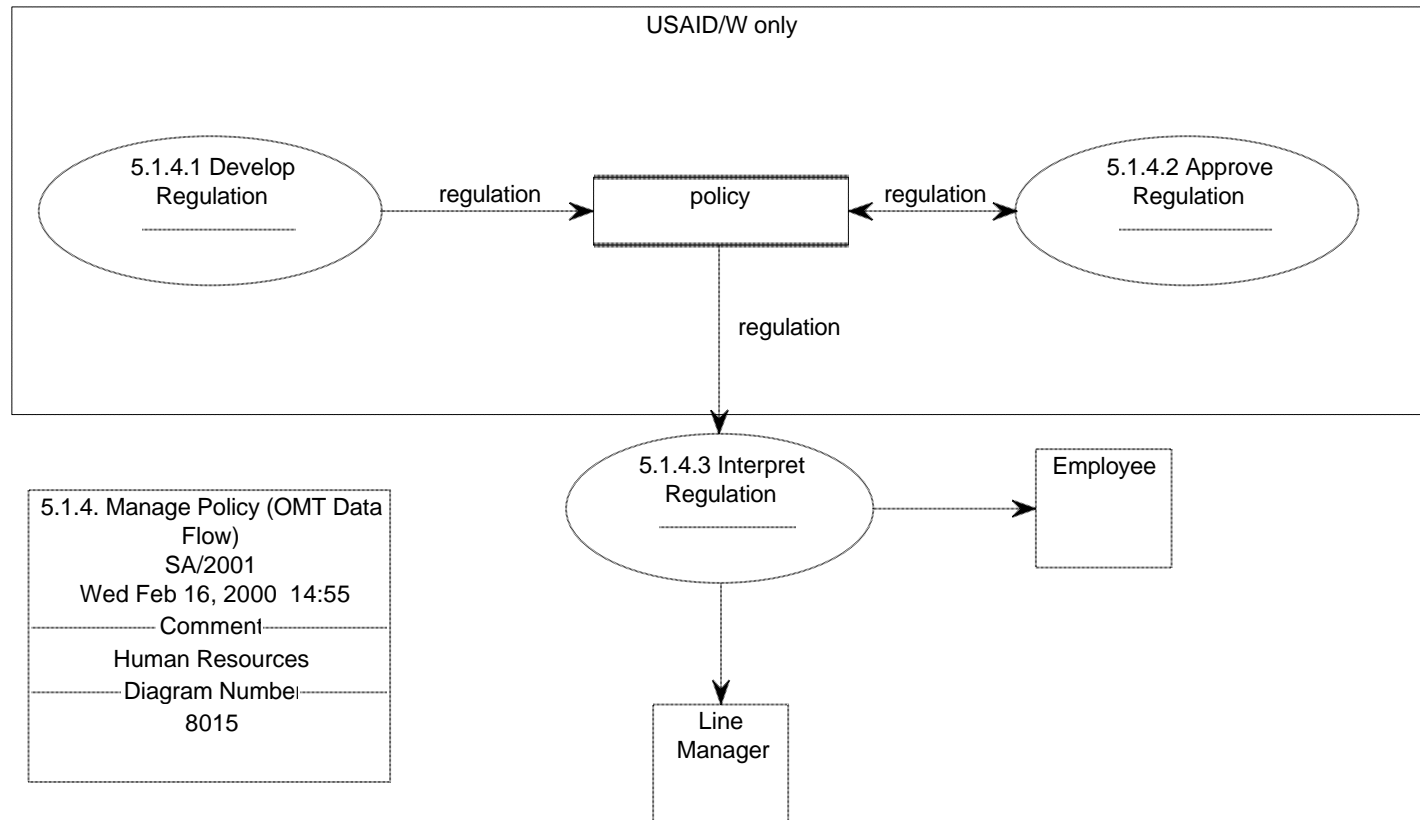 USAID/W only
5.1.4.1 Develop
Regulation
regulation
policy
regulation
5.1.4.2 Approve
Regulation
regulation
5.1.4.3 Interpret
Regulation
Employee
5.1.4. Manage Policy (OMT Data
Flow)
SA/2001
Wed Feb 16, 2000 14:55
Comment
Human Resources
Diagram Number
8015
Line
Manager